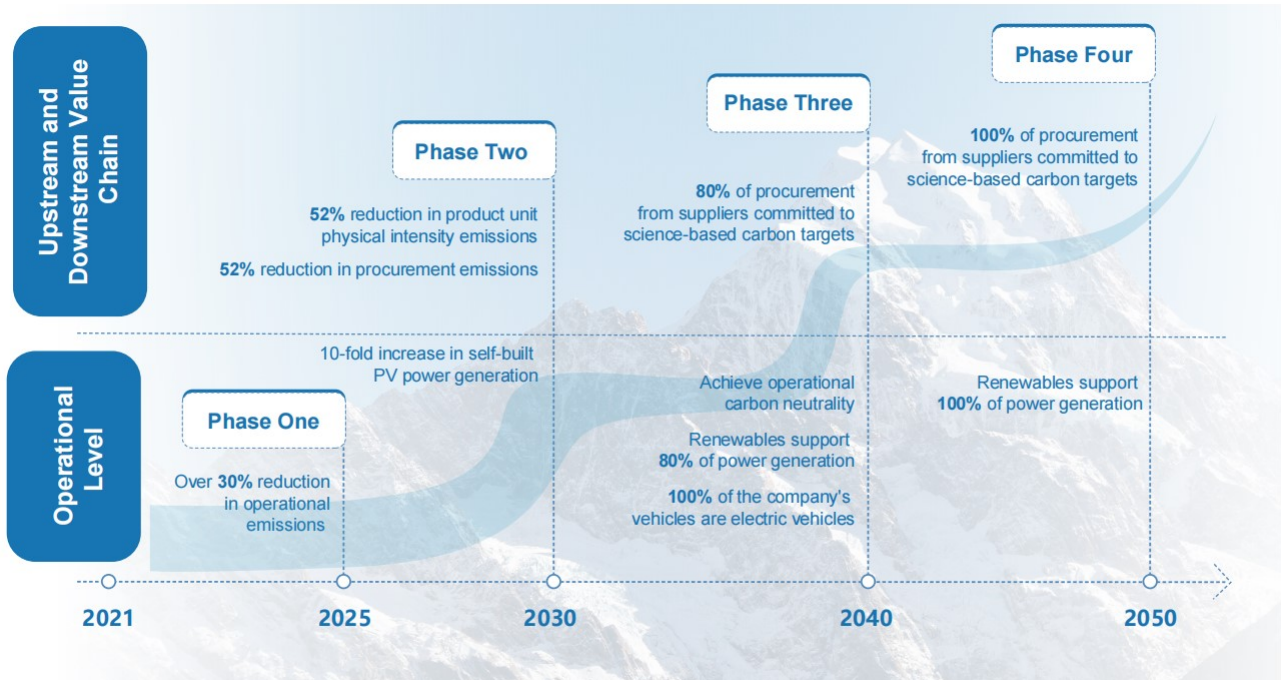 Upstream and
Downstream Value
Chain
Phase Two
52% reduction in product unit
physical intensity emissions
52% reduction in procurement emissions
Phase Three
80% of procurement
from suppliers committed to
science-based carbon targets
Phase Four
100% of procurement
from suppliers committed to
science-based carbon targets
Operational
Level
Phase One
Over 30% reduction
in operational
emissions
10-fold increase in self-built
PV power generation
Achieve operational
carbon neutrality
Renewables support
80% of power generation
100% of the company's
vehicles are electric vehicles
Renewables support
100% of power generation
2021
2025
2030
2040
2050